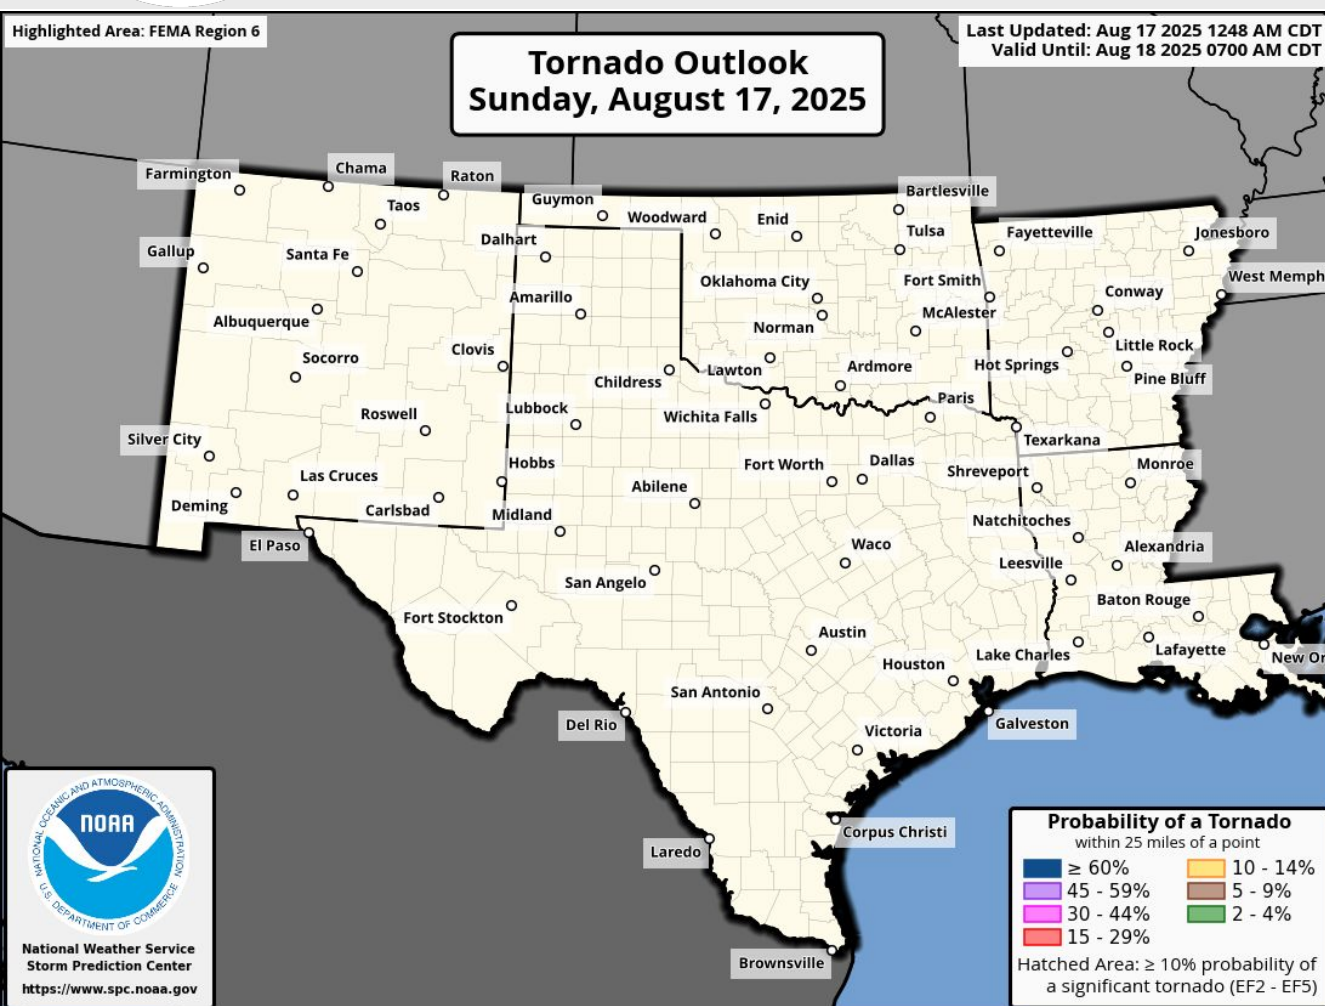 Highlighted Area: FEMA Region 6
Last Updated: Aug 17 2025 1248 AM CDT
Valid Until: Aug 18 2025 0700 AM CDT
Tornado Outlook
Sunday, August 17, 2025
Farmington
Chama
Raton
Taos
Guymon
Woodward
Enid
Bartlesville
Tulsa
Fayetteville
Jonesboro
Gallup
Santa Fe
Dalhart
Oklahoma City
Fort Smith
West Memph
Conway
Amarillo
Albuquerque
Norman
McAlester
Little Rock
Socorro
Clovis
Childress
Lawton
Ardmore
Hot Springs
Pine Bluff
Roswell
Lubbock
Wichita Falls
Paris
Texarkana
Silver City
Las Cruces
Hobbs
Fort Worth
Dallas
Shreveport
Monroe
Deming
Carlsbad
Midland
Abilene
Natchitoches
El Paso
Waco
Alexandria
San Angelo
Leesville
Fort Stockton
Baton Rouge
Austin
Lake Charles
Lafayette
New Or
Houston
San Antonio
Del Rio
Galveston
Victoria
Corpus Christi
Laredo
Brownsville
NATIONAL OCEANIC AND ATMOSPHERIC ADMINISTRATION
NOAA
U.S. DEPARTMENT OF COMMERCE
National Weather Service
Storm Prediction Center
https://www.spc.noaa.gov
Probability of a Tornado
within 25 miles of a point
≥ 60%
45 - 59%
30 - 44%
15 - 29%
10 - 14%
5 - 9%
2 - 4%
Hatched Area: ≥ 10% probability of
a significant tornado (EF2 - EF5)